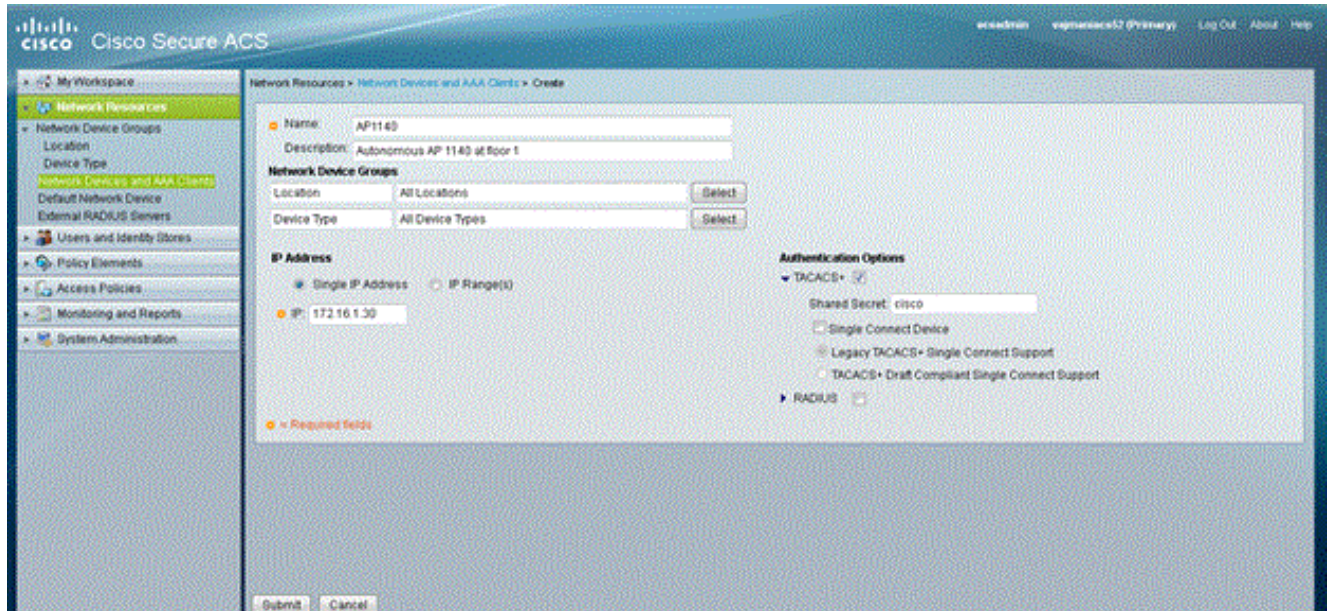 CISCO Cisco Secure ACS
acsadmin (Primary) Log Out About Help
My Workspace
Network Resources
Network Device Groups
Location
Device Type
Network Devices and AAA Clients
Default Network Device
External RADIUS Servers
Users and Identity Stores
Policy Elements
Access Policies
Monitoring and Reports
System Administration
Network Resources > Network Devices and AAA Clients > Create
Name: AP1140
Description: Autonomous AP 1140 at floor 1
Network Device Groups
Location All Locations Select
Device Type All Device Types Select
IP Address
Single IP Address IP Range(s)
IP: 172.16.1.30
= Required fields
Authentication Options
TACACS+
Shared Secret: cisco
Single Connect Device
Legacy TACACS+ Single Connect Support
TACACS+ Draft Compliant Single Connect Support
RADIUS
Submit Cancel